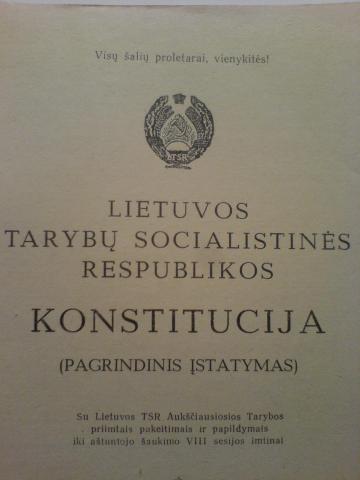 Visų šalių proletarai, vienykitės!
LTSR
LIETUVOS
TARYBŲ SOCIALISTINĖS
RESPUBLIKOS
KONSTITUCIJA
(PAGRINDINIS ĮSTATYMAS)
Su Lietuvos TSR Aukščiausiosios Tarybos
priimtais pakeitimais ir papildymais
iki aštuntojo šaukimo VIII sesijos imtinai